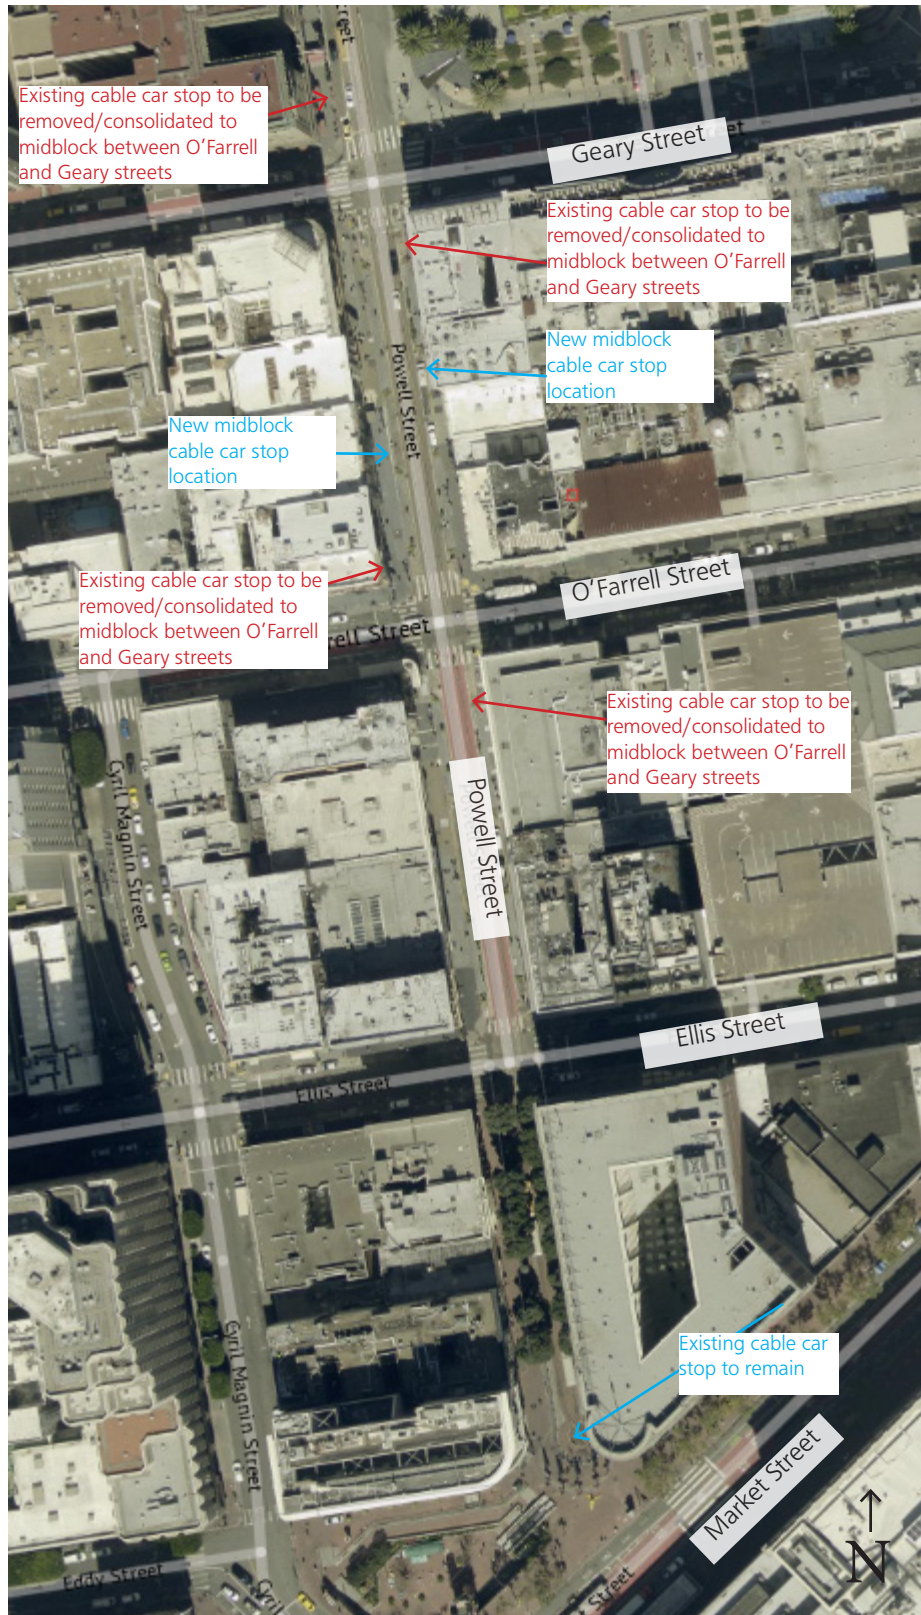 Street
Existing cable car stop to be
removed/consolidated to
midblock between O’Farrell
and Geary streets
Geary Street
Existing cable car stop to be
removed/consolidated to
midblock between O’Farrell
and Geary streets
New midblock
cable car stop
location
Powell Street
New midblock
cable car stop
location
O’Farrell Street
Existing cable car stop to be
removed/consolidated to
midblock between O’Farrell
and Geary streets
rell Street
Existing cable car stop to be
removed/consolidated to
midblock between O’Farrell
and Geary streets
Cyril Magnin Street
Powell Street
Ellis Street
Ellis Street
Existing cable car
stop to remain
Cyril Magnin Street
Market Street
N
Eddy Street
Street
Cyril